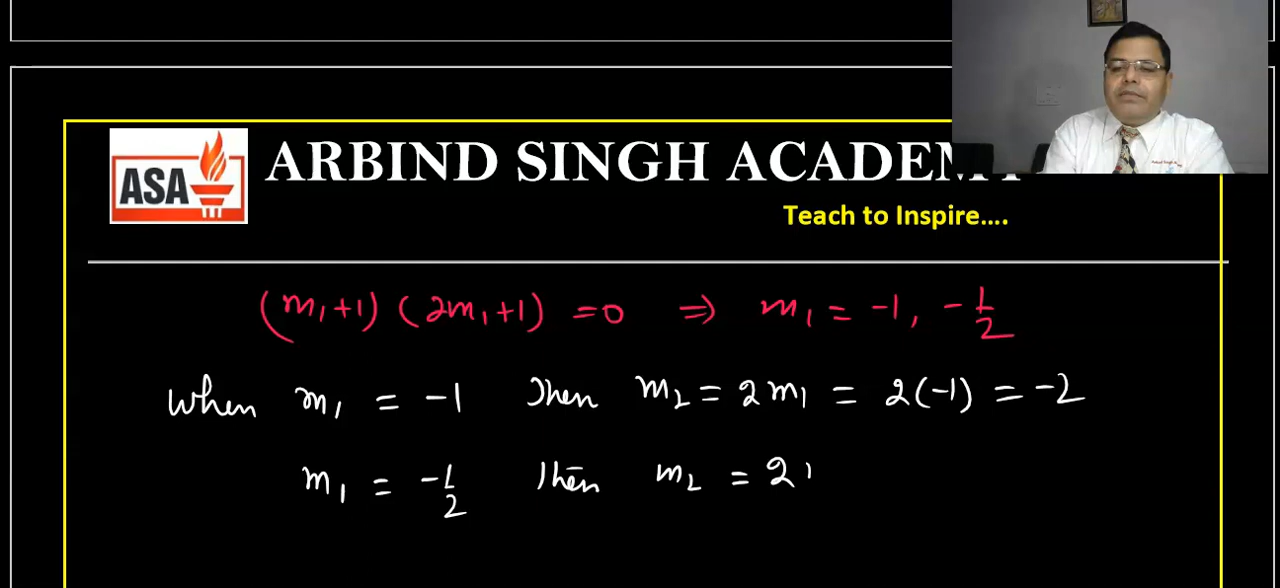 ASA
ARBIND SINGH ACADEMY
Teach to Inspire....
(m₁+1) (2m₁+1) = 0 ⇒ m₁ = -1, -1/2
When m₁ = -1 Then m₂ = 2m₁ = 2(-1) = -2
m₁ = -1/2 Then m₂ = 2